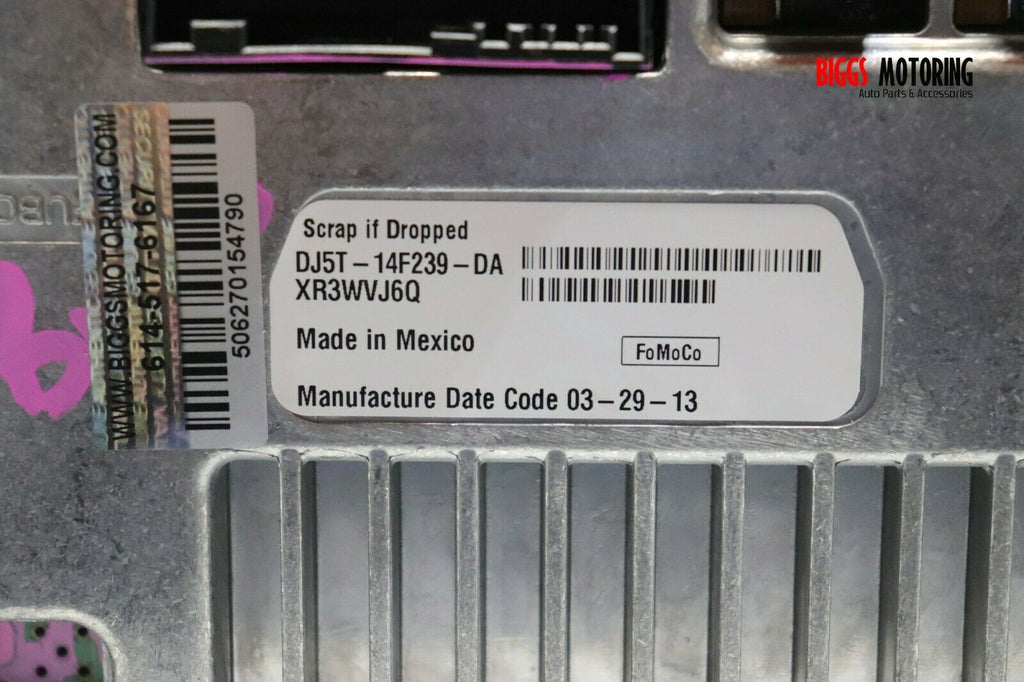 BIGGS MOTORING
Auto Parts & Accessories
WWW.BIGGSMOTORING.COM
614-517-6167
506270154790
Scrap if Dropped
DJ5T-14F239-DA
XR3WVJ6Q
Made in Mexico
FoMoCo
Manufacture Date Code 03-29-13